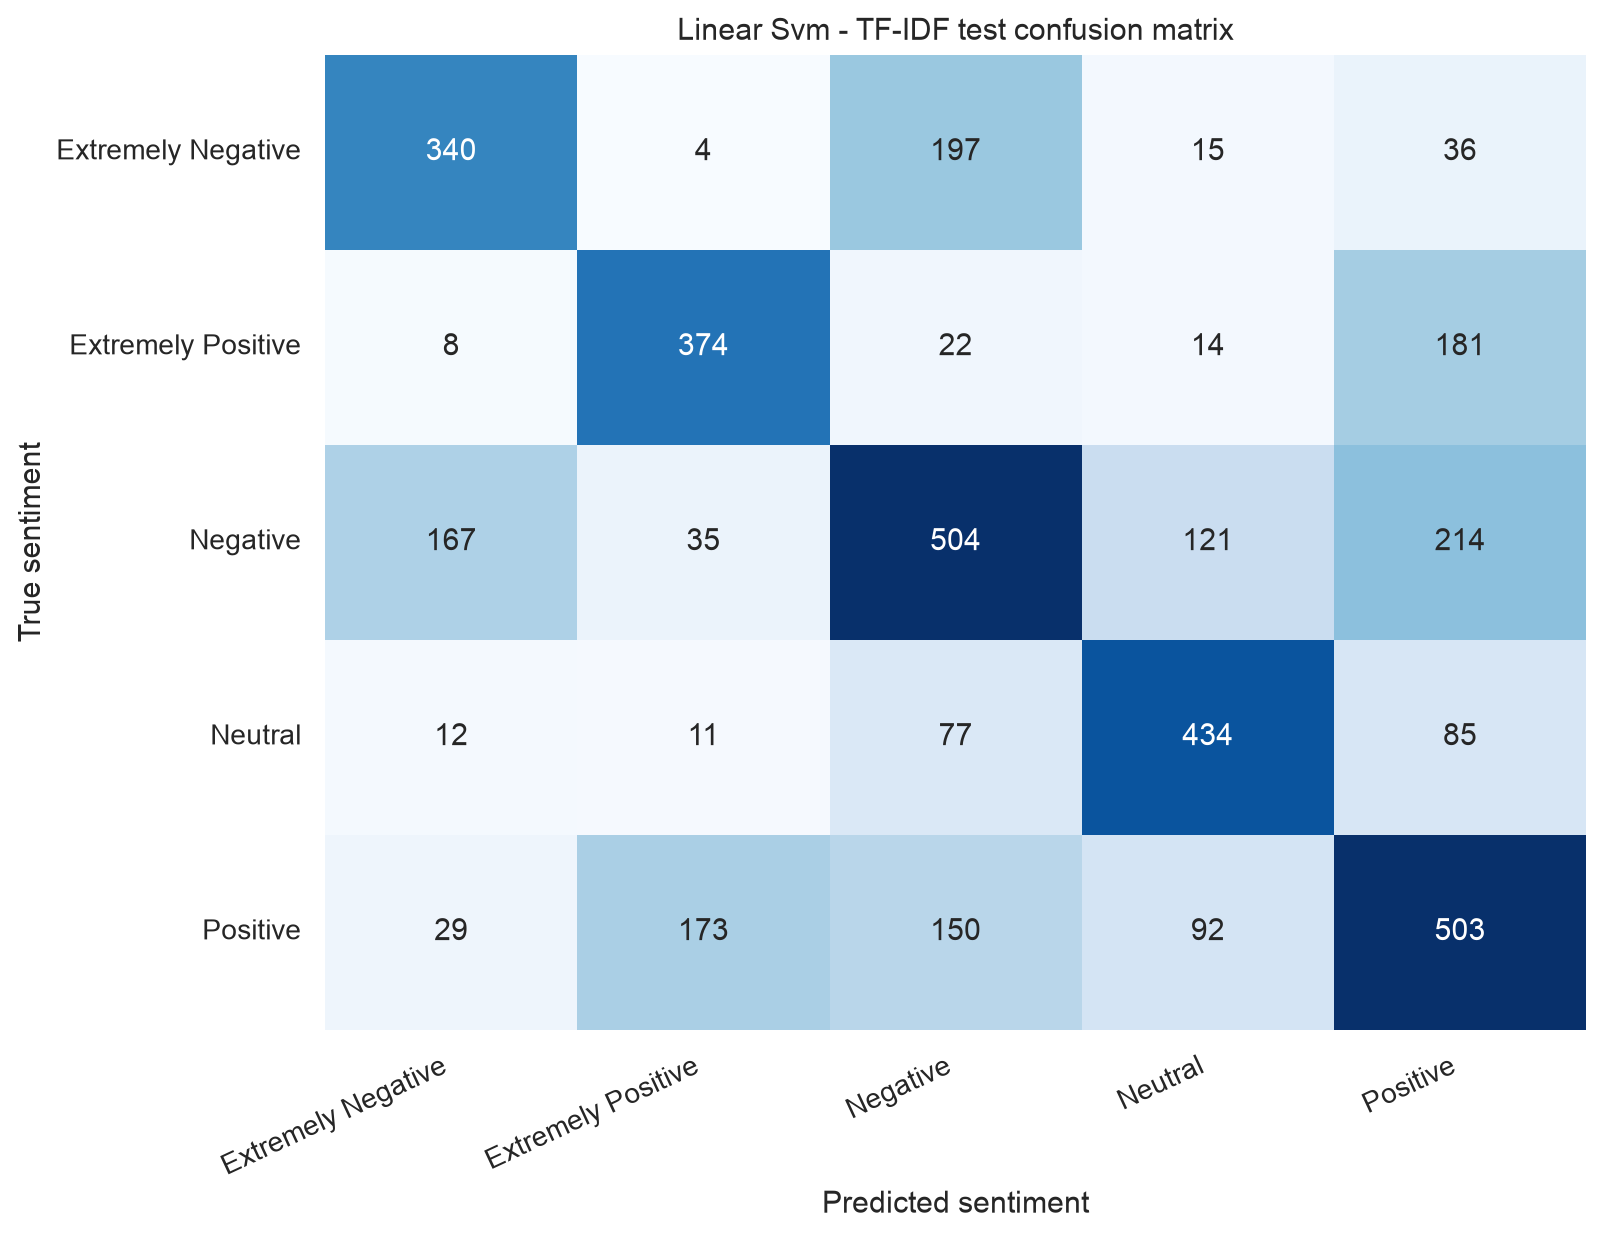 Linear Svm - TF-IDF test confusion matrix
Extremely Negative 340 4 197 15 36
Extremely Positive 8 374 22 14 181
Negative 167 35 504 121 214
Neutral 12 11 77 434 85
Positive 29 173 150 92 503
True sentiment
Extremely Negative Extremely Positive Negative Neutral Positive
Predicted sentiment